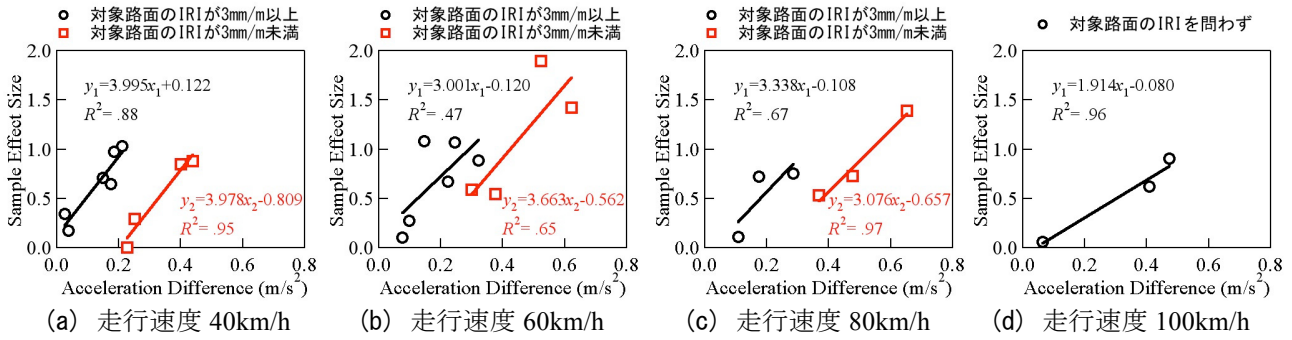 ○ 対象路面のIRIが3mm/m以上
□ 対象路面のIRIが3mm/m未満
2.0
1.5
1.0
0.5
0.0
Sample Effect Size
y₁=3.995x₁+0.122
R²= .88
y₂=3.978x₂-0.809
R²= .95
0.0 0.2 0.4 0.6 0.8
Acceleration Difference (m/s²)
(a) 走行速度 40km/h
○ 対象路面のIRIが3mm/m以上
□ 対象路面のIRIが3mm/m未満
2.0
1.5
1.0
0.5
0.0
Sample Effect Size
y₁=3.001x₁-0.120
R²= .47
y₂=3.663x₂-0.562
R²= .65
0.0 0.2 0.4 0.6 0.8
Acceleration Difference (m/s²)
(b) 走行速度 60km/h
○ 対象路面のIRIが3mm/m以上
□ 対象路面のIRIが3mm/m未満
2.0
1.5
1.0
0.5
0.0
Sample Effect Size
y₁=3.338x₁-0.108
R²= .67
y₂=3.076x₂-0.657
R²= .97
0.0 0.2 0.4 0.6 0.8
Acceleration Difference (m/s²)
(c) 走行速度 80km/h
○ 対象路面のIRIを問わず
2.0
1.5
1.0
0.5
0.0
Sample Effect Size
y₁=1.914x₁-0.080
R²= .96
0.0 0.2 0.4 0.6 0.8
Acceleration Difference (m/s²)
(d) 走行速度 100km/h